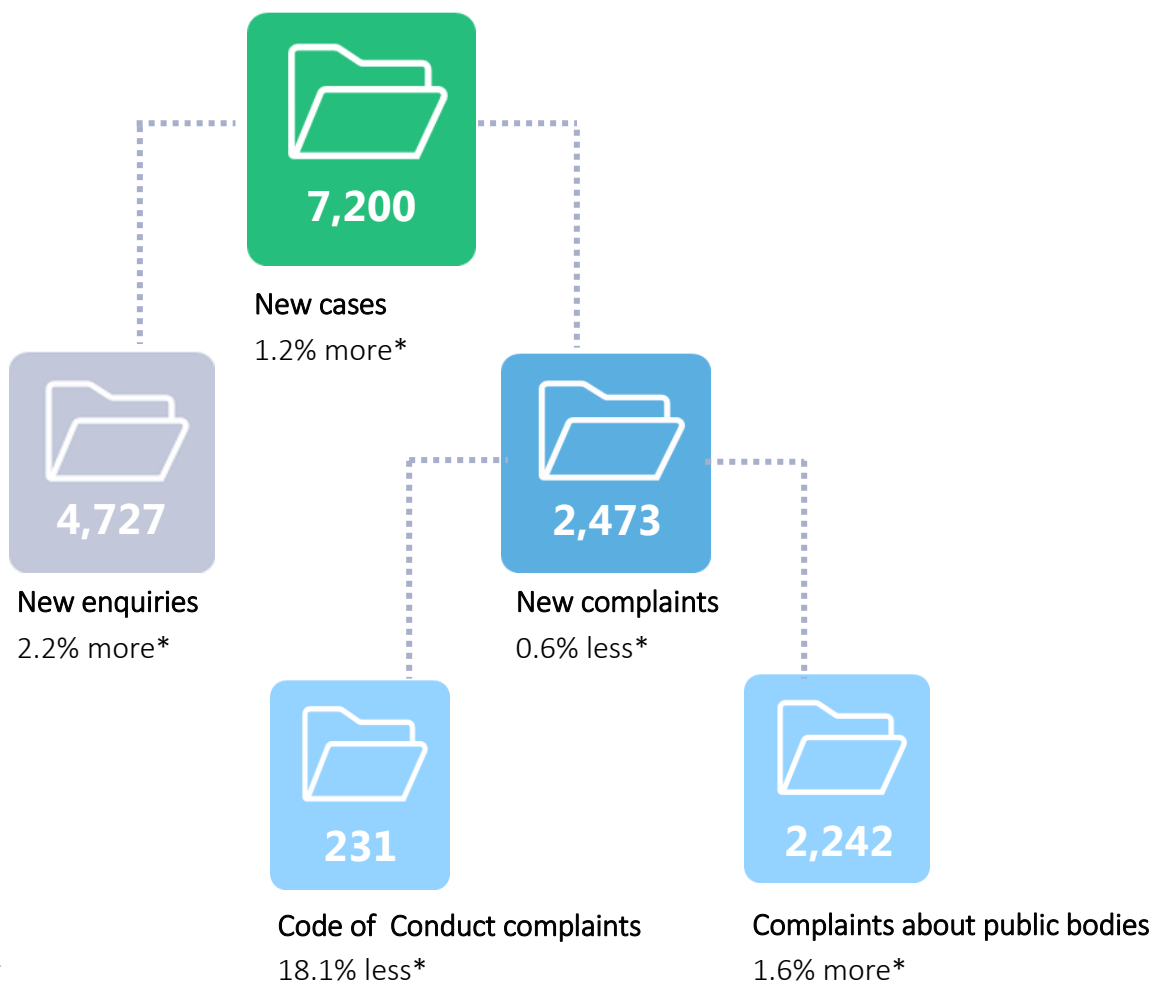 7,200
New cases
1.2% more*
4,727
New enquiries
2.2% more*
2,473
New complaints
0.6% less*
231
Code of  Conduct complaints
18.1% less*
2,242
Complaints about public bodies
1.6% more*